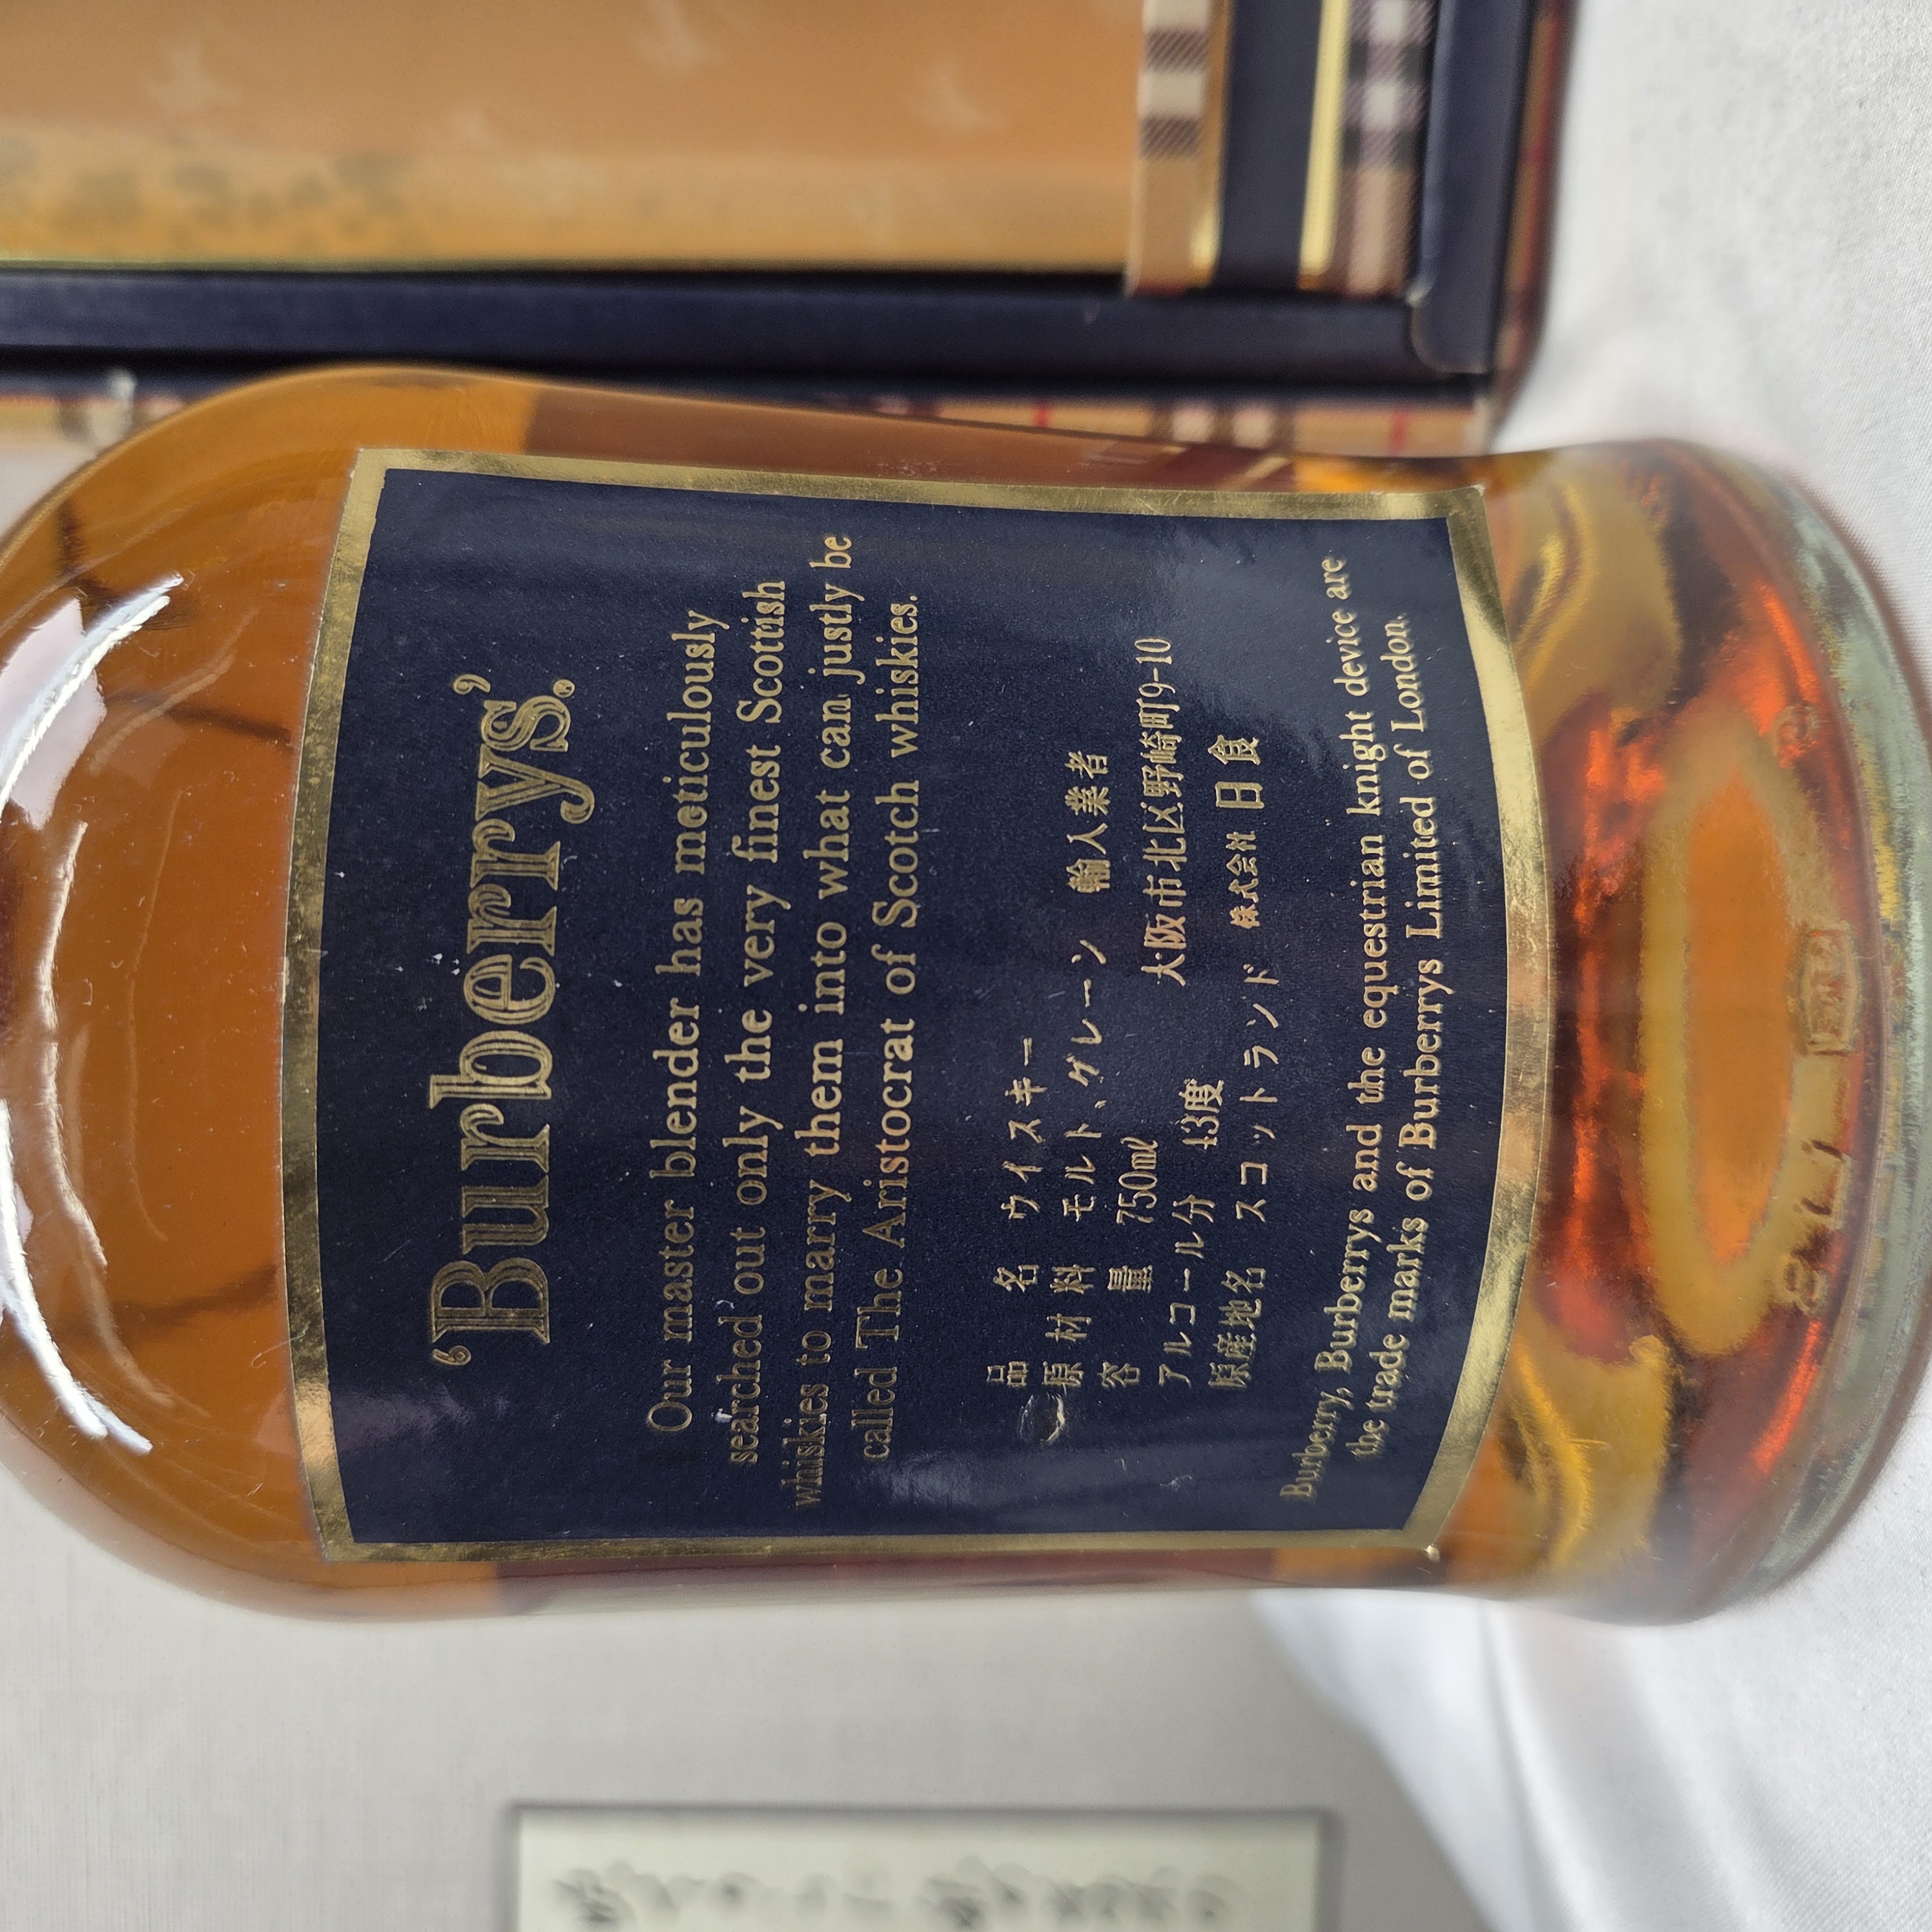 'Burberrys'
Our master blender has meticulously
searched out only the very finest Scottish
whiskies to marry them into what can justly be
called The Aristocrat of Scotch whiskies.
品名 ウイスキー
原材料 モルト、グレーン
容量 750ml
アルコール分 43度
原産地名 スコットランド
輸入業者
大阪市北区野崎町9-10
株式会社 日食
Burberry, Burberrys and the equestrian knight device are
the trade marks of Burberrys Limited of London.